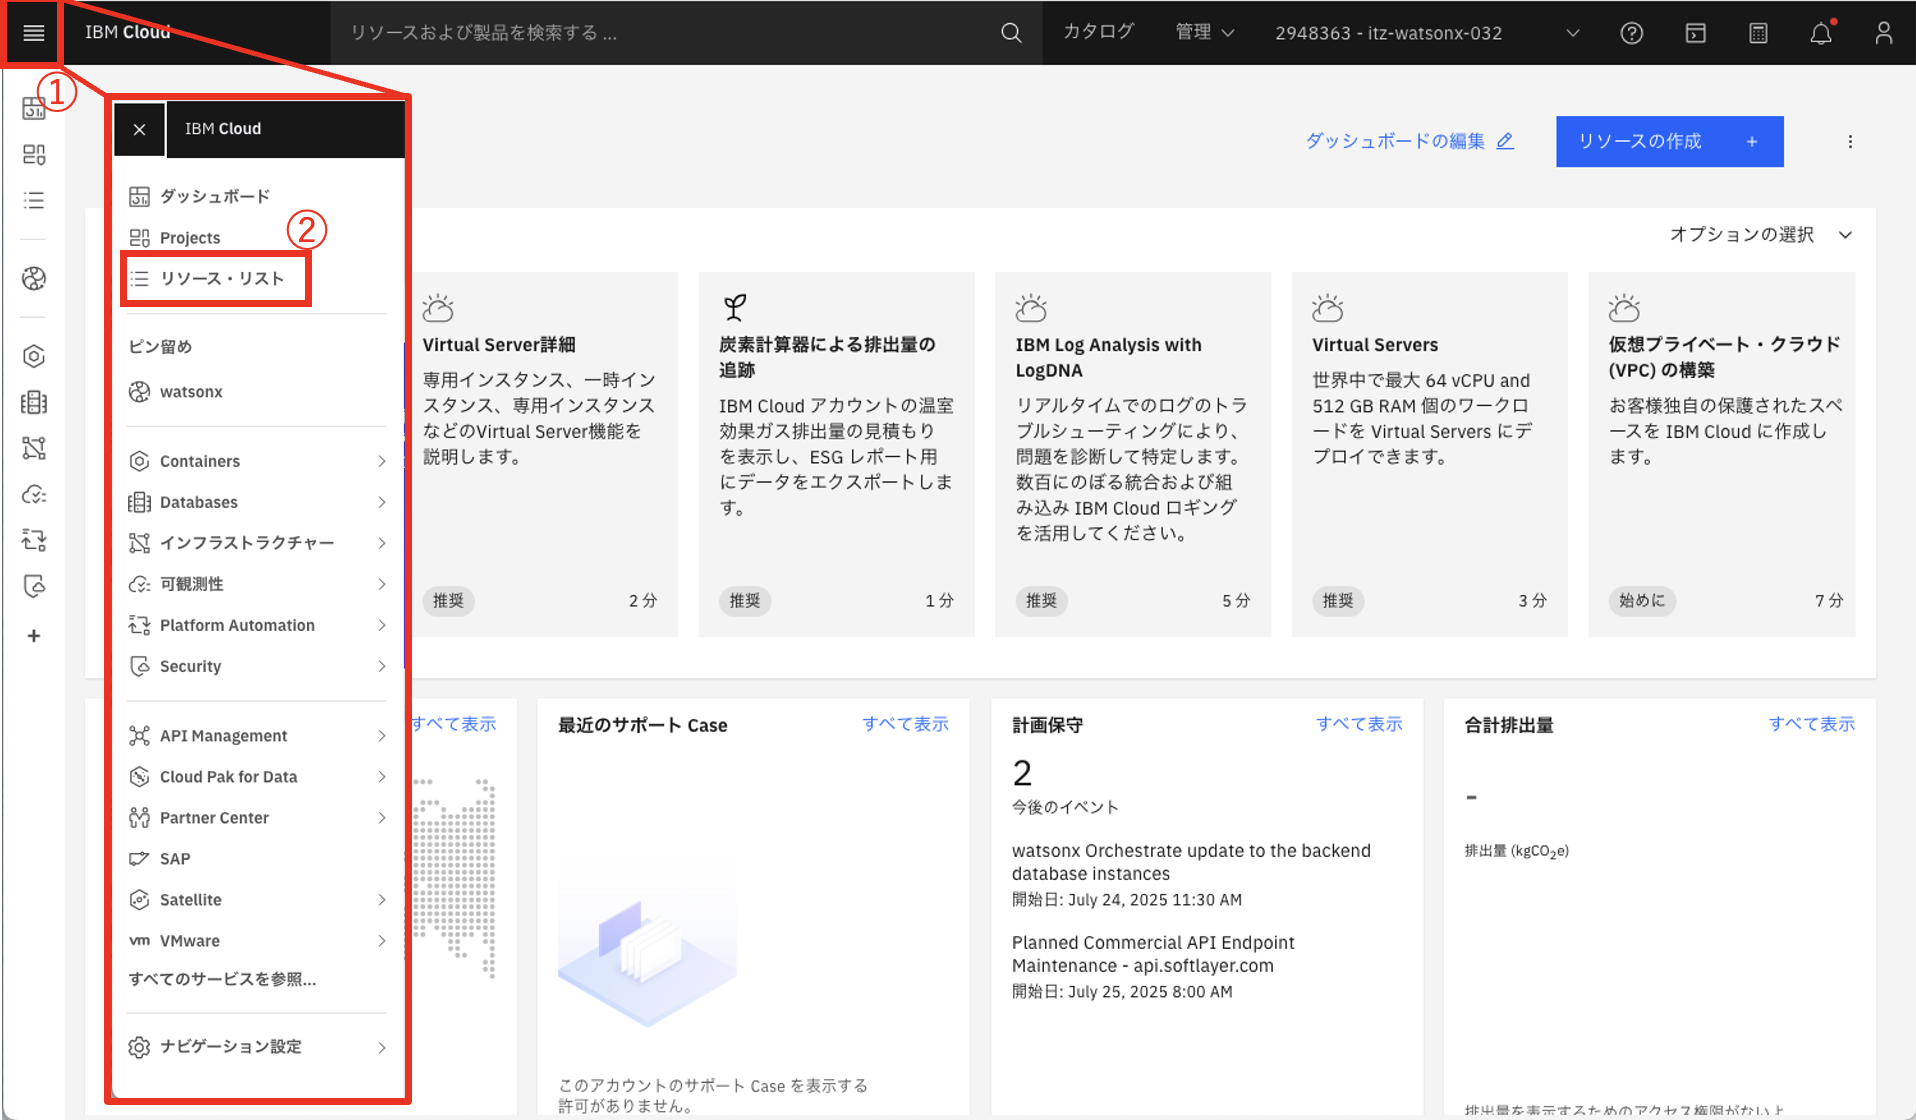 IBM Cloud
リソースおよび製品を検索する ...
カタログ
管理
2948363 - itz-watsonx-032
①
IBM Cloud
ダッシュボード
②
Projects
リソース・リスト
ピン留め
watsonx
Containers
Databases
インフラストラクチャー
可観測性
Platform Automation
Security
API Management
Cloud Pak for Data
Partner Center
SAP
Satellite
vm VMware
すべてのサービスを参照...
ナビゲーション設定
ダッシュボードの編集
リソースの作成 +
オプションの選択
Virtual Server詳細
専用インスタンス、一時イン
スタンス、専用インスタンス
などのVirtual Server機能を
説明します。
推奨
2 分
炭素計算器による排出量の
追跡
IBM Cloud アカウントの温室
効果ガス排出量の見積もり
を表示し、ESG レポート用
にデータをエクスポートしま
す。
推奨
1 分
IBM Log Analysis with
LogDNA
リアルタイムでのログのトラ
ブルシューティングにより、
問題を診断して特定します。
数百にのぼる統合および組
み込み IBM Cloud ロギング
を活用してください。
推奨
5 分
Virtual Servers
世界中で最大 64 vCPU and
512 GB RAM 個のワークロ
ードを Virtual Servers にデ
プロイできます。
推奨
3 分
仮想プライベート・クラウド
(VPC) の構築
お客様独自の保護されたスペ
ースを IBM Cloud に作成し
ます。
始めに
7 分
すべて表示
最近のサポート Case
すべて表示
このアカウントのサポート Case を表示する
許可がありません。
計画保守
すべて表示
2
今後のイベント
watsonx Orchestrate update to the backend
database instances
開始日: July 24, 2025 11:30 AM
Planned Commercial API Endpoint
Maintenance - api.softlayer.com
開始日: July 25, 2025 8:00 AM
合計排出量
すべて表示
-
排出量 (kgCO₂e)
排出量を表示するためのアクセス権限がないよ